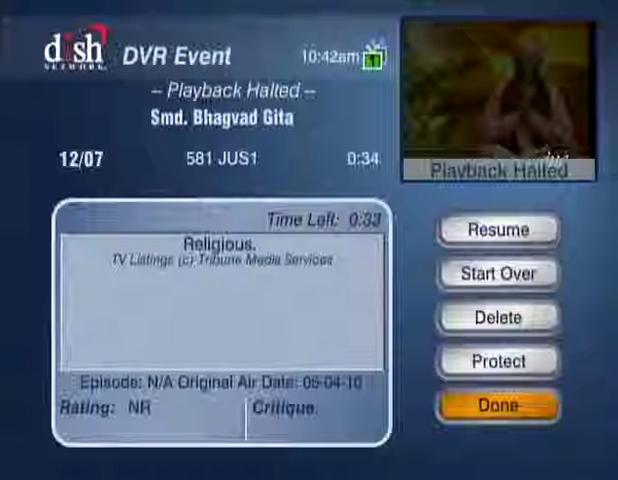 dish
NETWORK
DVR Event
10:42am
-- Playback Halted --
Smd. Bhagvad Gita
12/07 581 JUS1 0:34
Playback Halted
Time Left: 0:33
Religious.
TV Listings (c) Tribune Media Services
Episode: N/A Original Air Date: 05-04-10
Rating: NR Critique
Resume
Start Over
Delete
Protect
Done